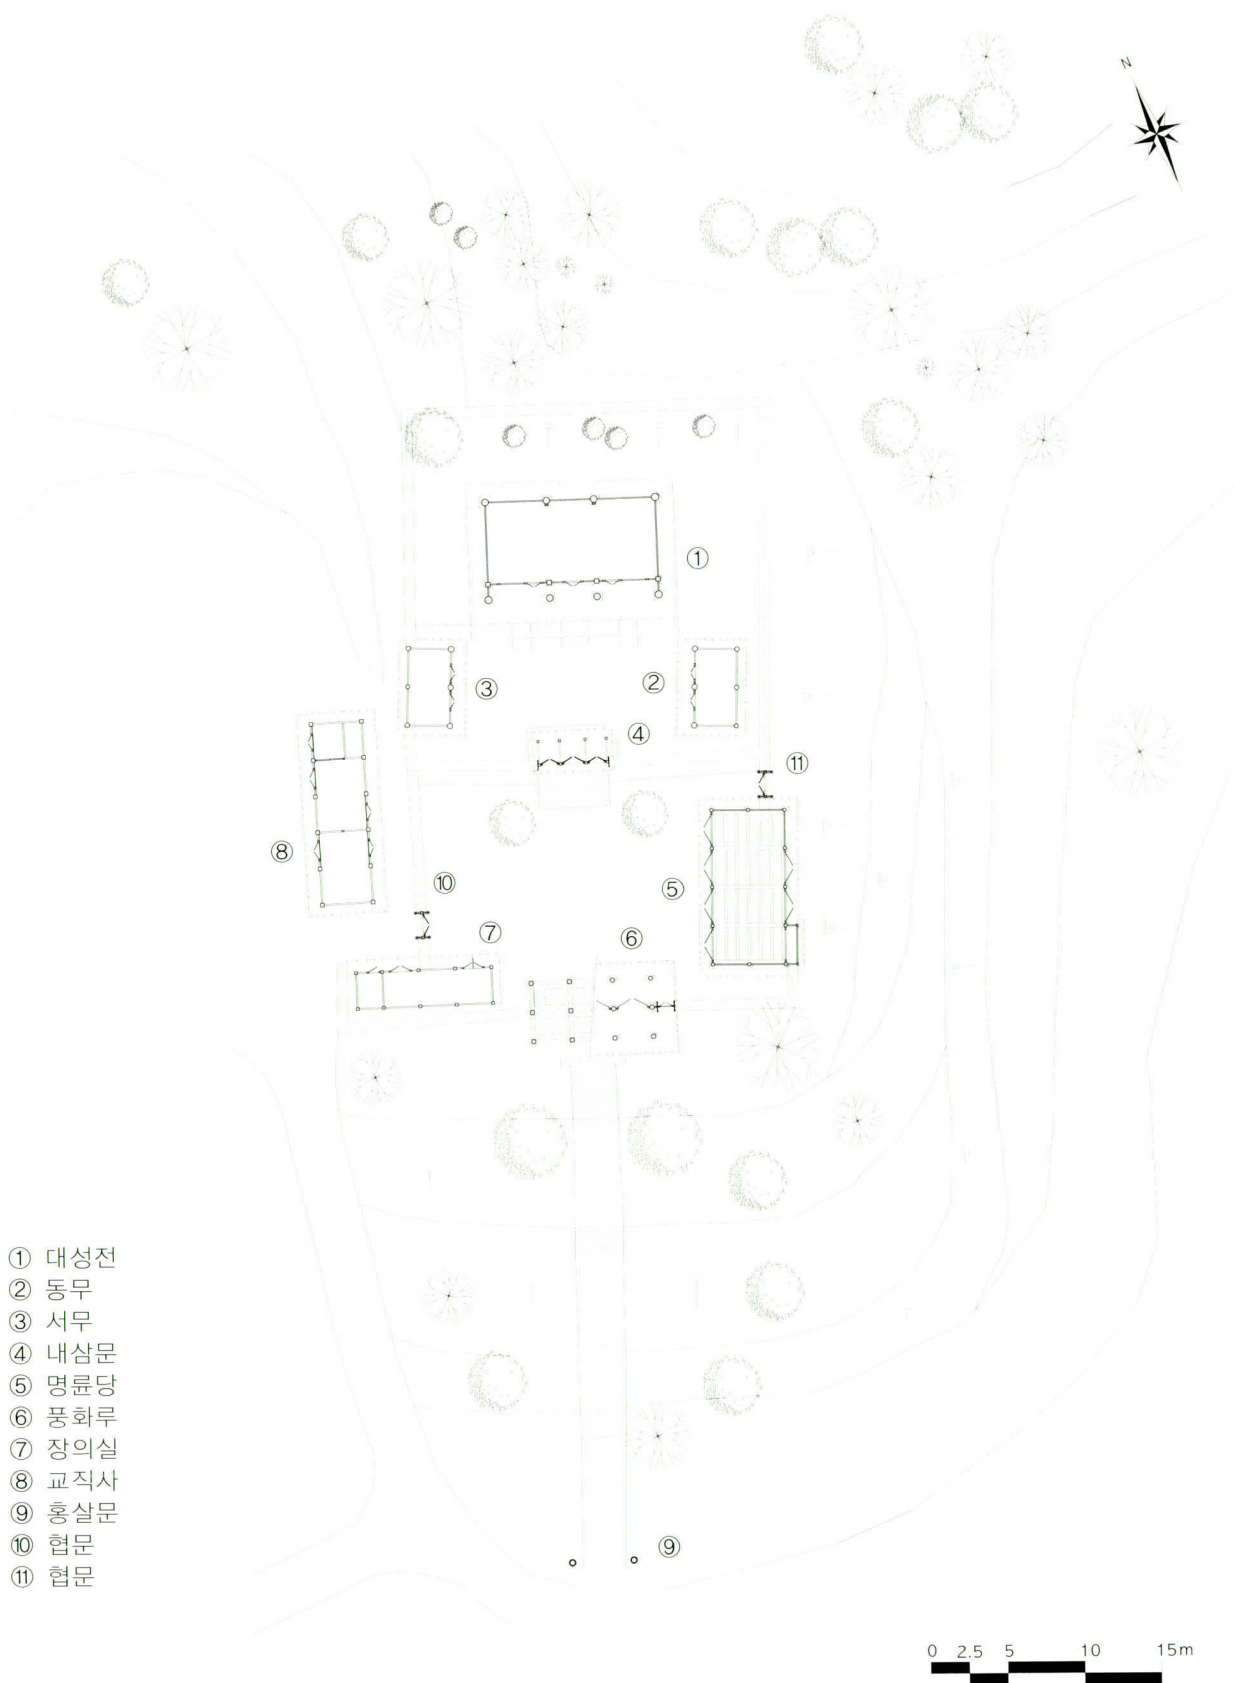 N
①
③
②
④
⑪
⑧
⑩
⑤
⑦
⑥
⑨
① 대성전
② 동무
③ 서무
④ 내삼문
⑤ 명륜당
⑥ 풍화루
⑦ 장의실
⑧ 교직사
⑨ 홍살문
⑩ 협문
⑪ 협문
0 2.5 5 10 15m